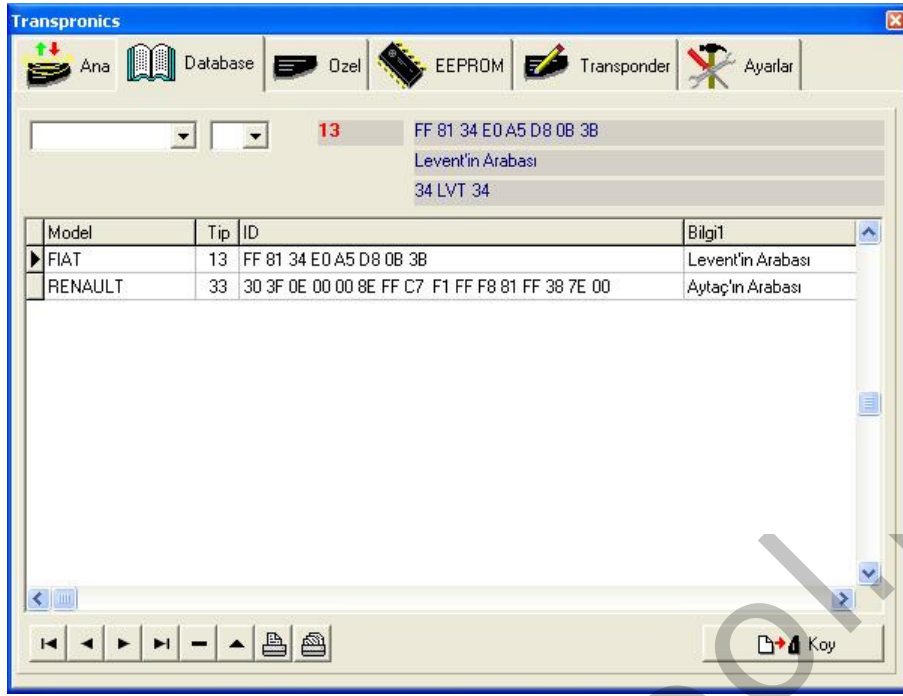 Transpronics
Ana Database Ozel EEPROM Transponder Ayarlar
13 FF 81 34 E0 A5 D8 0B 3B
Levent'in Arabası
34 LVT 34
Model Tip ID Bilgi1
FIAT 13 FF 81 34 E0 A5 D8 0B 3B Levent'in Arabası
RENAULT 33 30 3F 0E 00 00 8E FF C7 F1 FF F8 81 FF 38 7E 00 Aytaç'ın Arabası
Koy